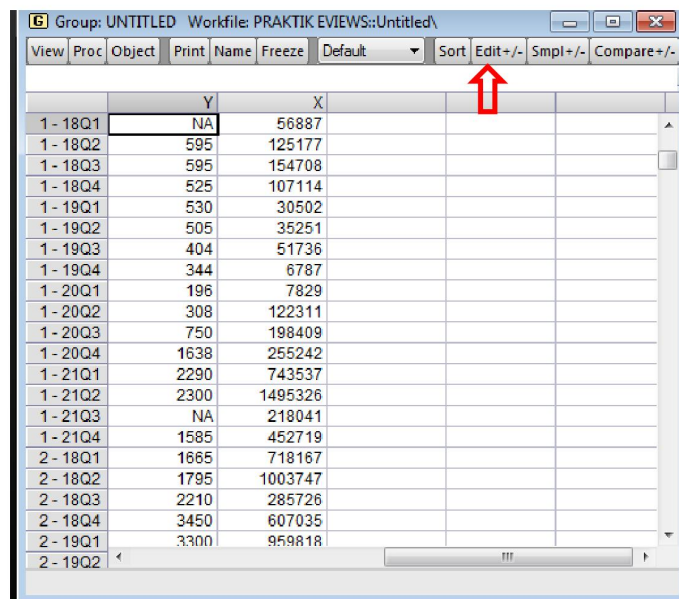 G Group: UNTITLED Workfile: PRAKTIK EVIEWS::Untitled\
View Proc Object Print Name Freeze Default Sort Edit+/- Smpl+/- Compare+/-
Y X
1 - 18Q1 NA 56887
1 - 18Q2 595 125177
1 - 18Q3 595 154708
1 - 18Q4 525 107114
1 - 19Q1 530 30502
1 - 19Q2 505 35251
1 - 19Q3 404 51736
1 - 19Q4 344 6787
1 - 20Q1 196 7829
1 - 20Q2 308 122311
1 - 20Q3 750 198409
1 - 20Q4 1638 255242
1 - 21Q1 2290 743537
1 - 21Q2 2300 1495326
1 - 21Q3 NA 218041
1 - 21Q4 1585 452719
2 - 18Q1 1665 718167
2 - 18Q2 1795 1003747
2 - 18Q3 2210 285726
2 - 18Q4 3450 607035
2 - 19Q1 3300 959818
2 - 19Q2